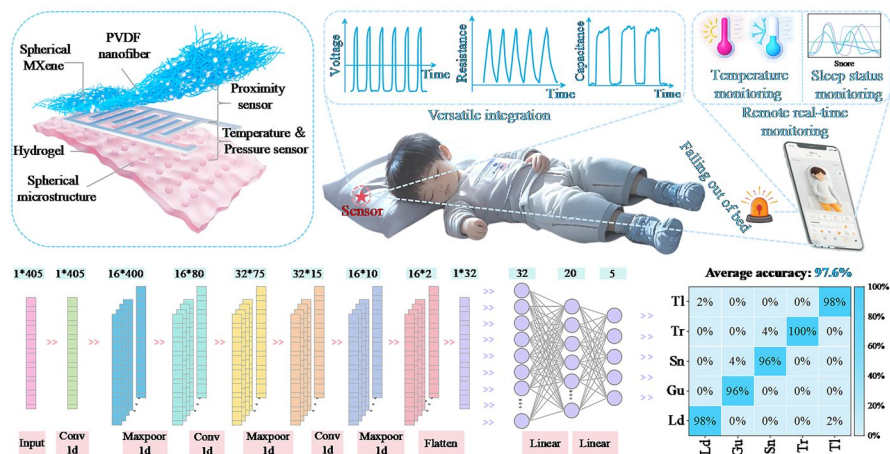 Spherical
MXene
PVDF
nanofiber
Proximity
sensor
Temperature &
Pressure sensor
Hydrogel
Spherical
microstructure
Voltage
Time
Resistance
Time
Capacitance
Time
Versatile integration
Temperature
monitoring
Snore
Sleep status
monitoring
Remote real-time
monitoring
Sensor
Falling out of bed
1*405
1*405
16*400
16*80
32*75
32*15
16*10
16*2
1*32
32
20
5
>> >> >> >> >> >> >> >>
Input
Conv
1d
Maxpoor
1d
Conv
1d
Maxpoor
1d
Conv
1d
Maxpoor
1d
Flatten
Linear
Linear
Average accuracy: 97.6%
Tl 2% 0% 0% 0% 98%
Tr 0% 0% 4% 100% 0%
Sn 0% 4% 96% 0% 0%
Gu 0% 96% 0% 0% 0%
Ld 98% 0% 0% 0% 2%
Ld Gu Sn Tr Tl
100%
80%
60%
40%
20%
0%